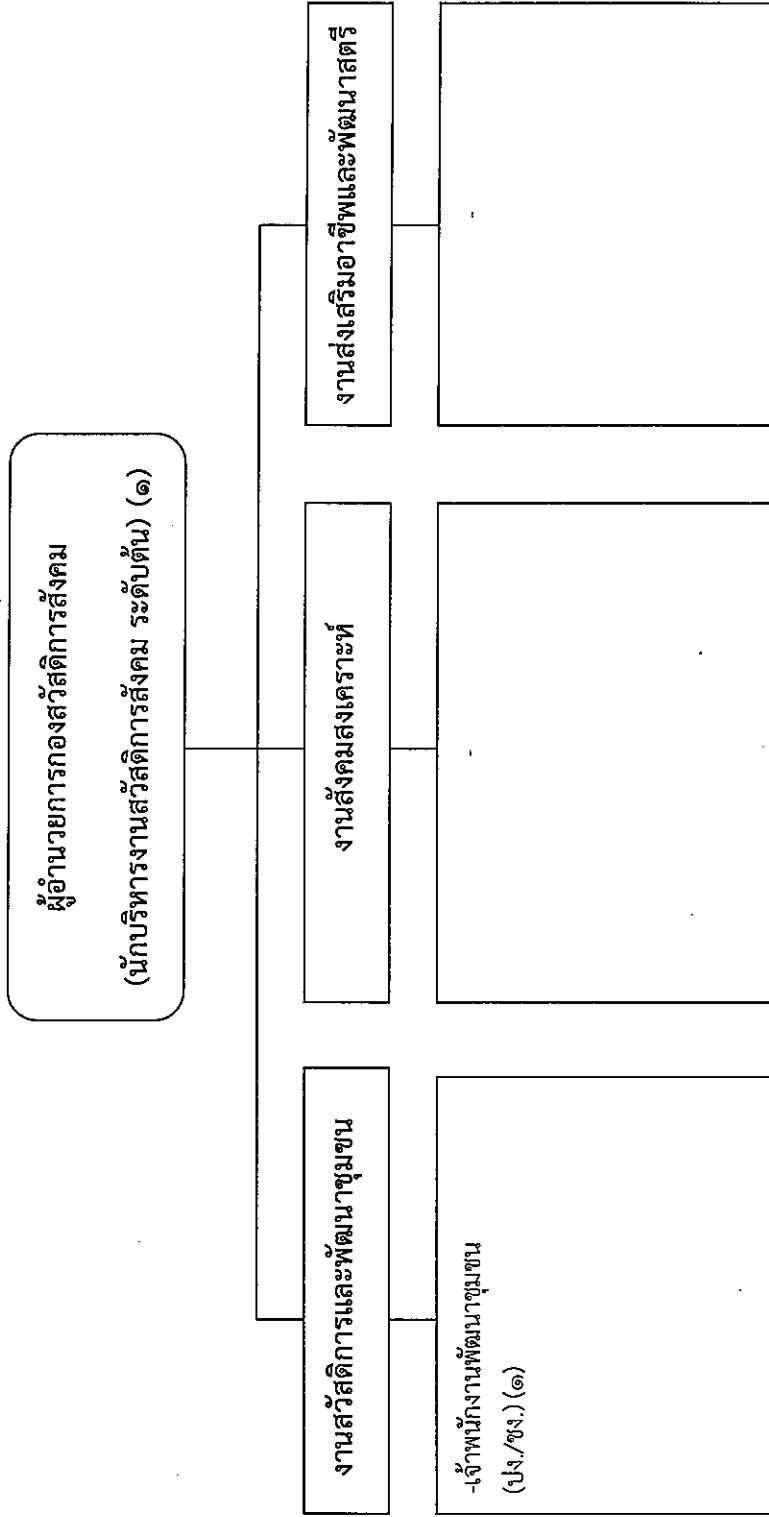 ผู้อำนวยการกองสวัสดิการสังคม
(นักบริหารงานสวัสดิการสังคม ระดับต้น) (๑)
งานสวัสดิการและพัฒนาชุมชน
งานสังคมสงเคราะห์
งานส่งเสริมอาชีพและพัฒนาสตรี
-เจ้าพนักงานพัฒนาชุมชน
(ปง./ชง.) (๑)
-
-